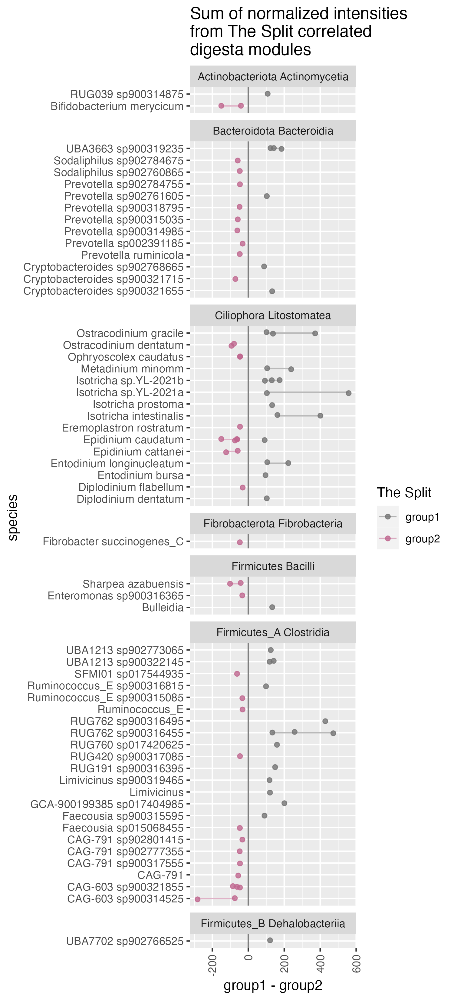 Sum of normalized intensities
from The Split correlated
digesta modules
Actinobacteriota Actinomycetia
RUG039 sp900314875
Bifidobacterium merycicum
Bacteroidota Bacteroidia
UBA3663 sp900319235
Sodaliphilus sp902784675
Sodaliphilus sp902760865
Prevotella sp902784755
Prevotella sp902761605
Prevotella sp900318795
Prevotella sp900315035
Prevotella sp900314985
Prevotella sp002391185
Prevotella ruminicola
Cryptobacteroides sp902768665
Cryptobacteroides sp900321715
Cryptobacteroides sp900321655
Ciliophora Litostomatea
Ostracodinium gracile
Ostracodinium dentatum
Ophryoscolex caudatus
Metadinium minomm
Isotricha sp.YL-2021b
Isotricha sp.YL-2021a
Isotricha prostoma
Isotricha intestinalis
Eremoplastron rostratum
Epidinium caudatum
Epidinium cattanei
Entodinium longinucleatum
Entodinium bursa
Diplodinium flabellum
Diplodinium dentatum
Fibrobacterota Fibrobacteria
Fibrobacter succinogenes_C
Firmicutes Bacilli
Sharpea azabuensis
Enteromonas sp900316365
Bulleidia
Firmicutes_A Clostridia
UBA1213 sp902773065
UBA1213 sp900322145
SFMI01 sp017544935
Ruminococcus_E sp900316815
Ruminococcus_E sp900315085
Ruminococcus_E
RUG762 sp900316495
RUG762 sp900316455
RUG760 sp017420625
RUG420 sp900317085
RUG191 sp900316395
Limivicinus sp900319465
Limivicinus
GCA-900199385 sp017404985
Faecousia sp900315595
Faecousia sp015068455
CAG-791 sp902801415
CAG-791 sp902777355
CAG-791 sp900317555
CAG-791
CAG-603 sp900321855
CAG-603 sp900314525
Firmicutes_B Dehalobacteriia
UBA7702 sp902766525
-200 0 200 400 600
group1 - group2
species
The Split
group1
group2